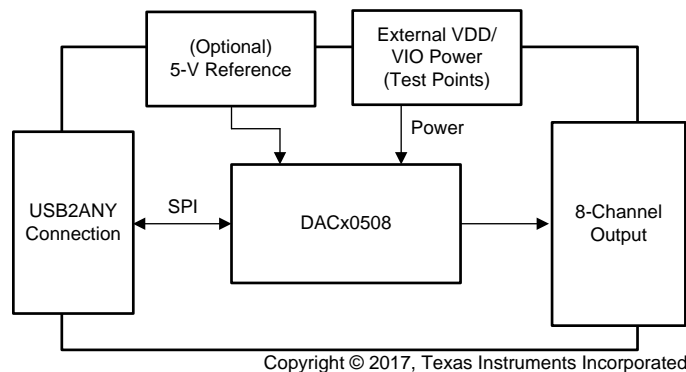 (Optional)
5-V Reference
External VDD/
VIO Power
(Test Points)
Power
USB2ANY
Connection
SPI
DACx0508
8-Channel
Output
Copyright © 2017, Texas Instruments Incorporated